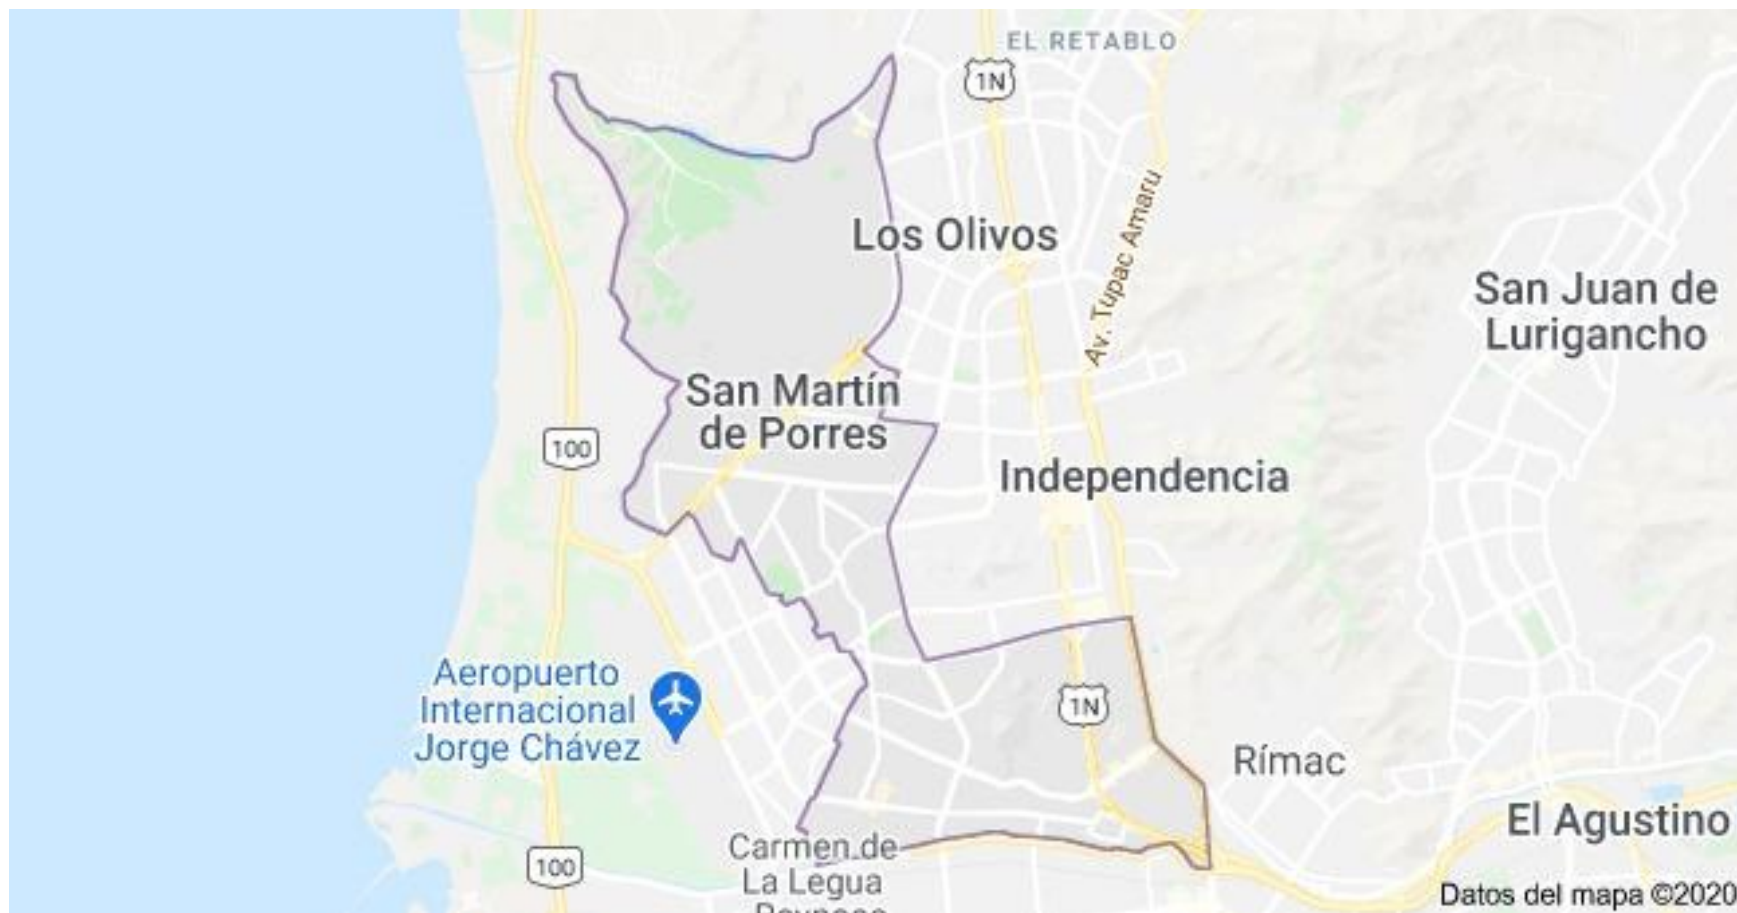 EL RETABLO
1N
Av. Tupac Amaru
Los Olivos
San Juan de
Lurigancho
San Martín
de Porres
100
Independencia
Aeropuerto
Internacional
Jorge Chávez
1N
Rímac
El Agustino
Carmen de
La Legua
100
Datos del mapa ©2020